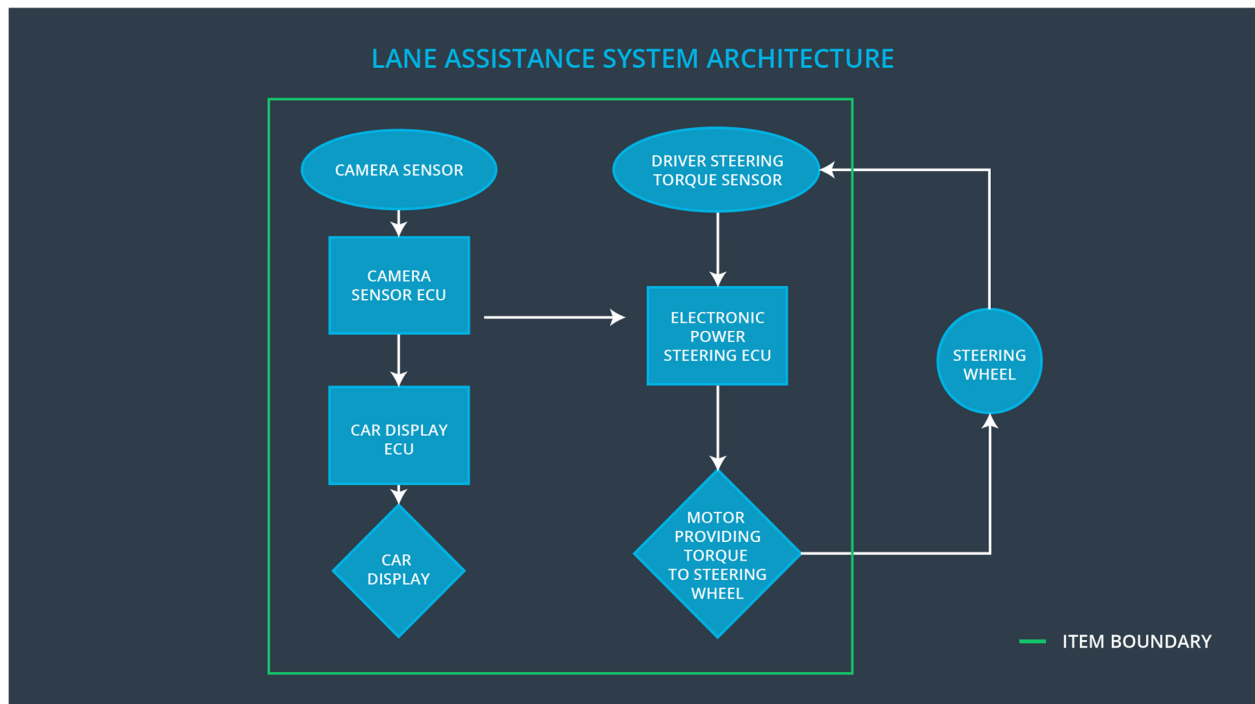 LANE ASSISTANCE SYSTEM ARCHITECTURE
CAMERA SENSOR
CAMERA
SENSOR ECU
CAR DISPLAY
ECU
CAR
DISPLAY
DRIVER STEERING
TORQUE SENSOR
ELECTRONIC
POWER
STEERING ECU
MOTOR
PROVIDING
TORQUE
TO STEERING
WHEEL
STEERING
WHEEL
ITEM BOUNDARY